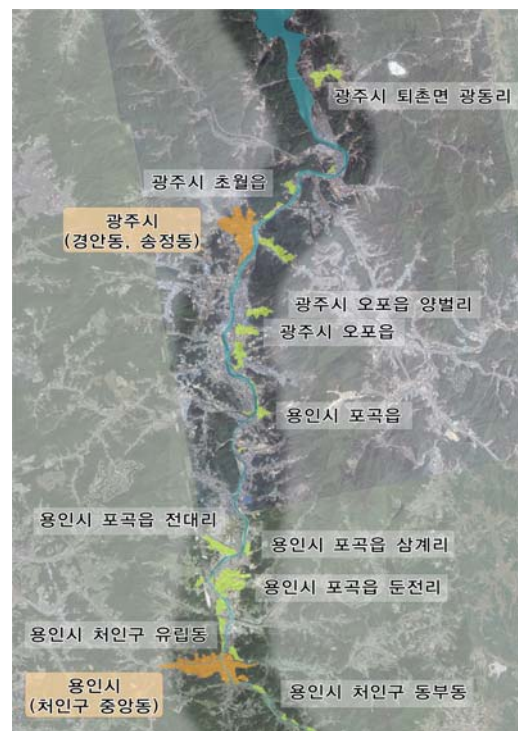 광주시 퇴촌면 광동리
광주시 초월읍
광주시
(경안동, 송정동)
광주시 오포읍 양벌리
광주시 오포읍
용인시 포곡읍
용인시 포곡읍 전대리
용인시 포곡읍 삼계리
용인시 포곡읍 둔전리
용인시 처인구 유립동
용인시
(처인구 중앙동)
용인시 처인구 동부동